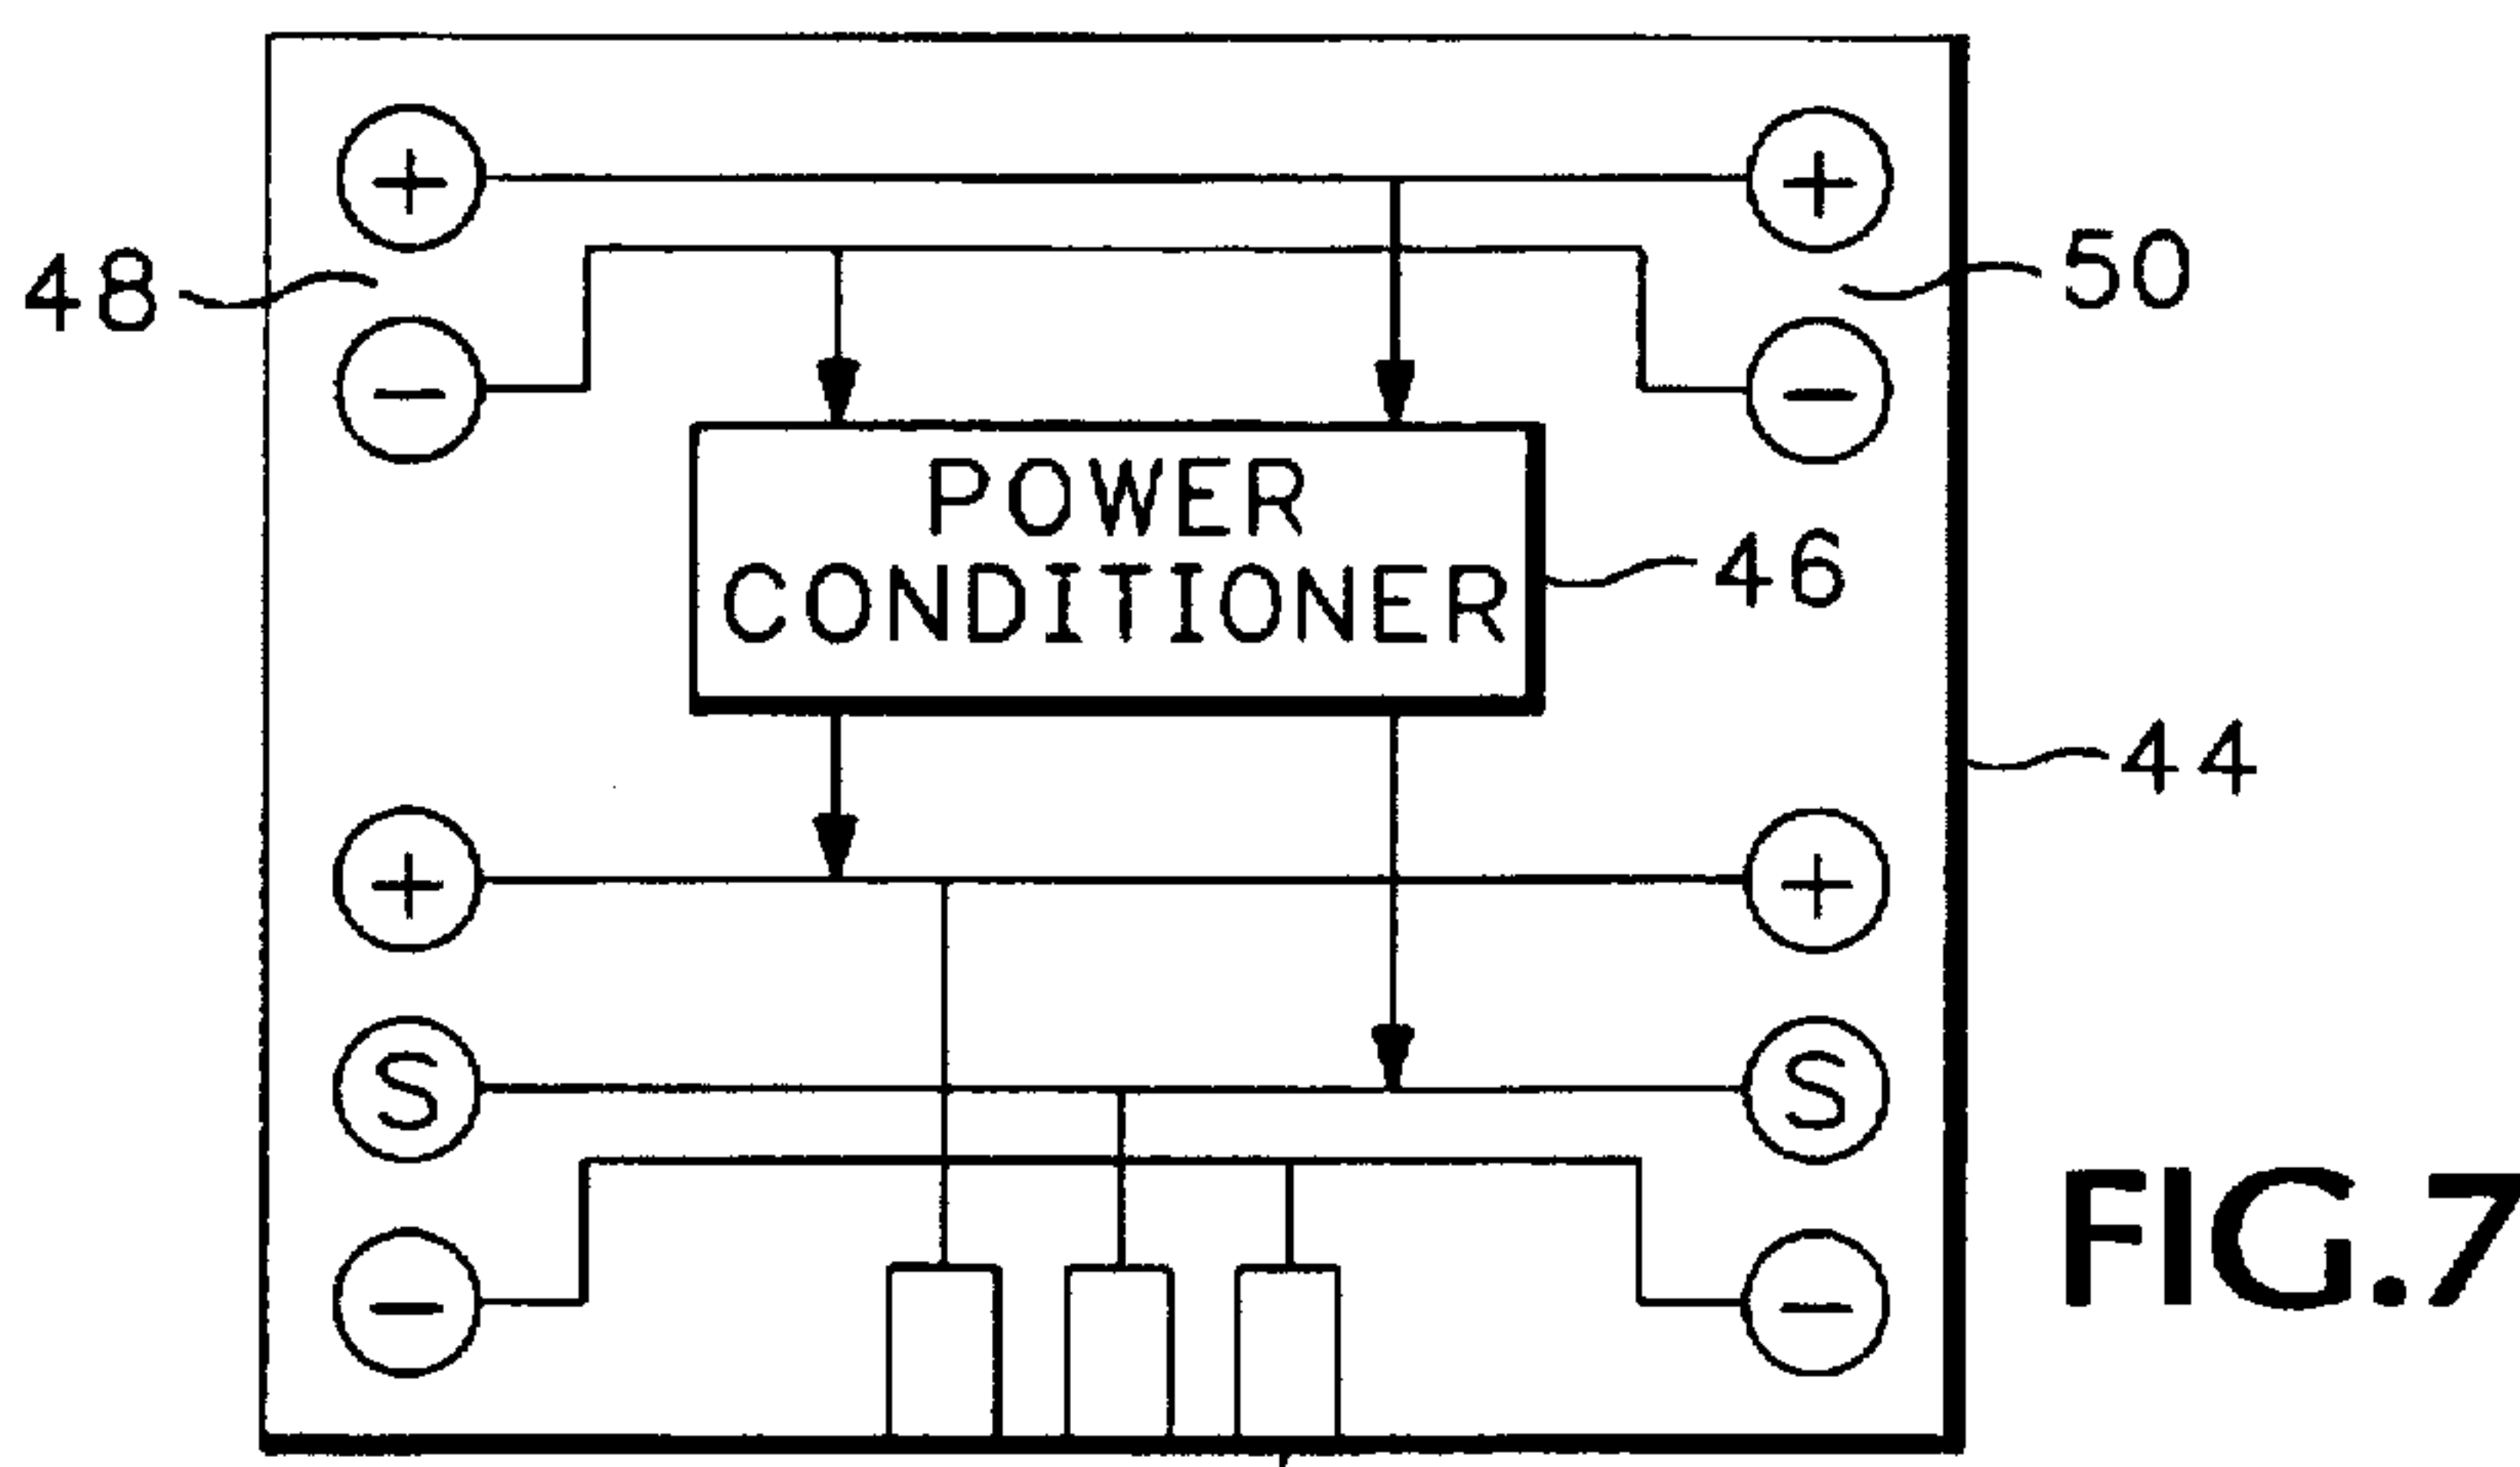 + +
48 50
− −
POWER
CONDITIONER
46
44
+ +
S S
− −
FIG.7